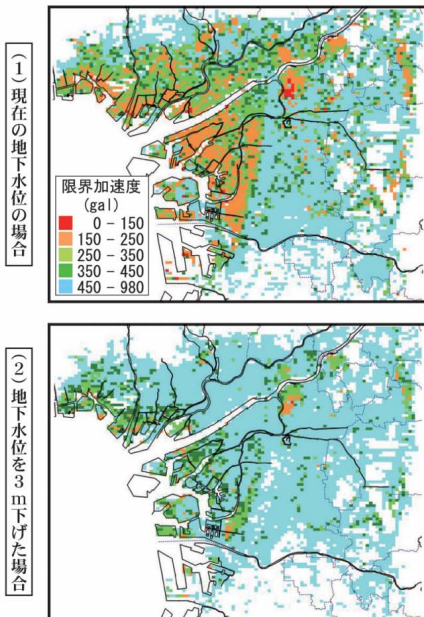 (1)現在の地下水位の場合
限界加速度
(gal)
0 - 150
150 - 250
250 - 350
350 - 450
450 - 980
(2)地下水位を3m下げた場合